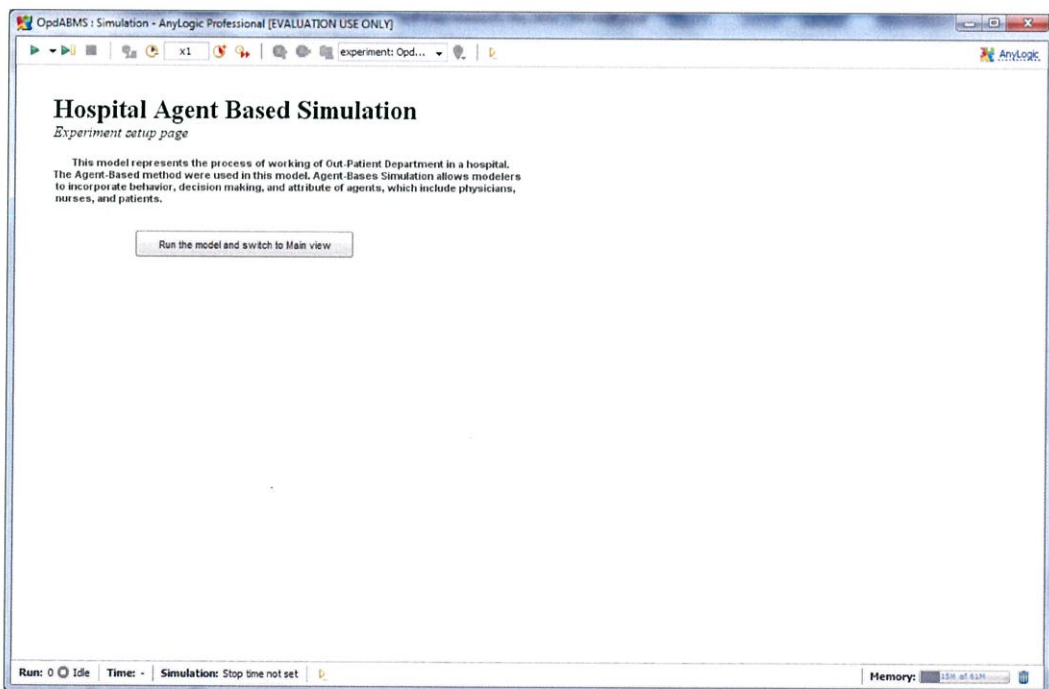 OpdABMS : Simulation - AnyLogic Professional [EVALUATION USE ONLY]
x1 experiment: Opd... AnyLogic
Hospital Agent Based Simulation
Experiment setup page
This model represents the process of working of Out-Patient Department in a hospital.
The Agent-Based method were used in this model. Agent-Bases Simulation allows modelers
to incorporate behavior, decision making, and attribute of agents, which include physicians,
nurses, and patients.
Run the model and switch to Main view
Run: 0 Idle Time: - Simulation: Stop time not set Memory: 15M of 61M